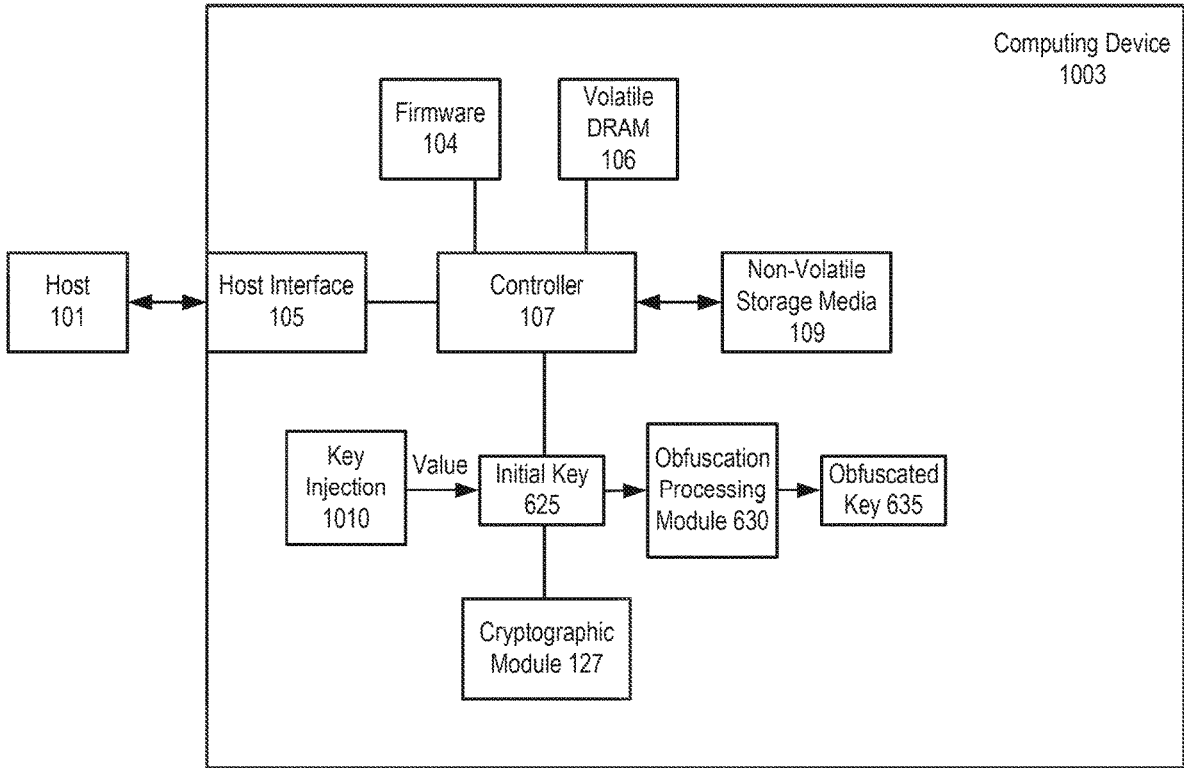 Computing Device
1003
Firmware
104
Volatile
DRAM
106
Host
101
Host Interface
105
Controller
107
Non-Volatile
Storage Media
109
Key
Injection
1010
Value
Initial Key
625
Obfuscation
Processing
Module 630
Obfuscated
Key 635
Cryptographic
Module 127